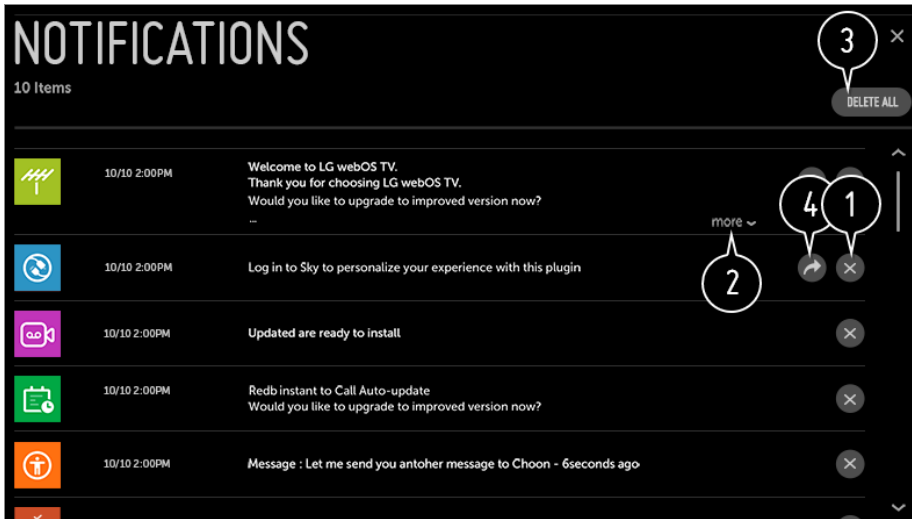 NOTIFICATIONS
3
10 Items
DELETE ALL
10/10 2:00PM
Welcome to LG webOS TV.
Thank you for choosing LG webOS TV.
Would you like to upgrade to improved version now?
...
more
4
1
2
10/10 2:00PM
Log in to Sky to personalize your experience with this plugin
10/10 2:00PM
Updated are ready to install
10/10 2:00PM
Redb instant to Call Auto-update
Would you like to upgrade to improved version now?
10/10 2:00PM
Message : Let me send you antoher message to Choon - 6seconds ago